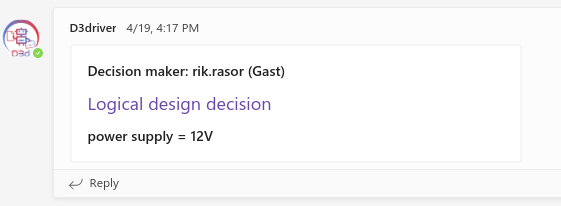 D3driver 4/19, 4:17 PM
D3d
Decision maker: rik.rasor (Gast)
Logical design decision
power supply = 12V
Reply